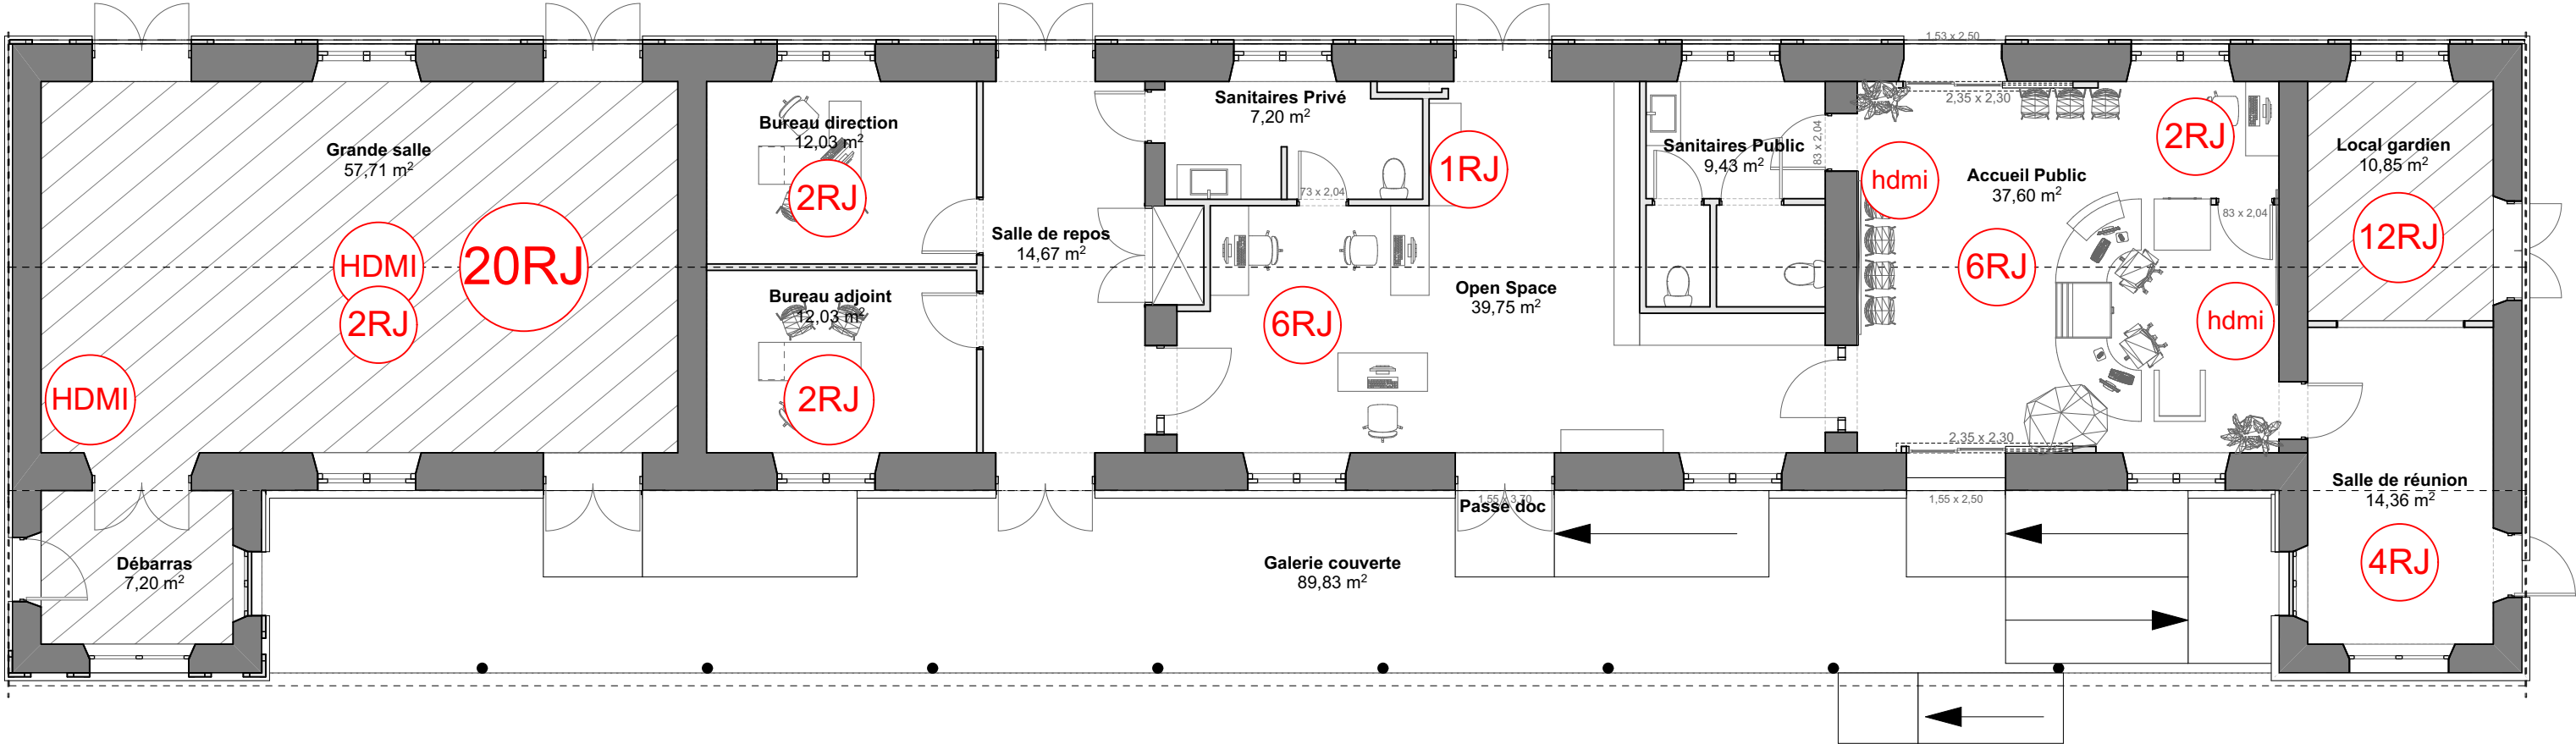 Grande salle
57,71 m²
HDMI
2RJ
20RJ
HDMI
Débarras
7,20 m²
Bureau direction
12,03 m²
2RJ
Bureau adjoint
12,03 m²
2RJ
Salle de repos
14,67 m²
Sanitaires Privé
7,20 m²
73 x 2,04
1RJ
6RJ
Open Space
39,75 m²
Sanitaires Public
9,43 m²
83 x 2,04
1,53 x 2,50
2,35 x 2,30
hdmi
2RJ
Accueil Public
37,60 m²
83 x 2,04
6RJ
hdmi
2,35 x 2,30
1,55 x 2,50
Local gardien
10,85 m²
12RJ
Salle de réunion
14,36 m²
4RJ
1,55 x 3,70
Passe doc
Galerie couverte
89,83 m²